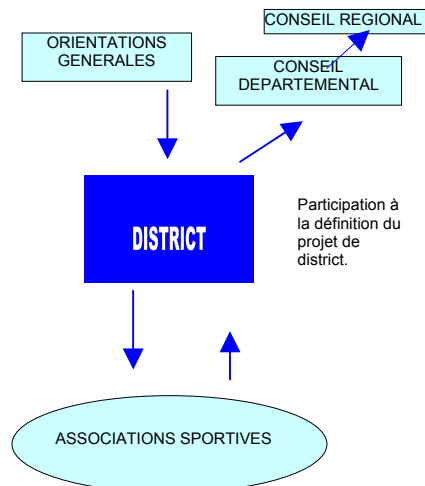 CONSEIL REGIONAL
ORIENTATIONS
GENERALES
CONSEIL
DEPARTEMENTAL
DISTRICT
Participation à
la définition du
projet de
district.
ASSOCIATIONS SPORTIVES